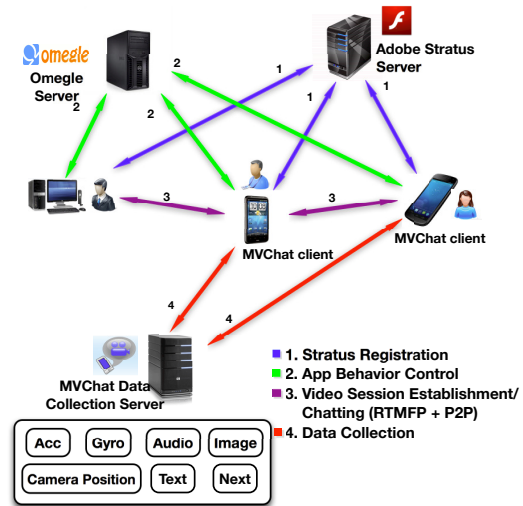 omegle
Omegle
Server
Adobe Stratus
Server
2
2
2
1
1
1
3
3
MVChat client
MVChat client
4
4
MVChat Data
Collection Server
1. Stratus Registration
2. App Behavior Control
3. Video Session Establishment/
Chatting (RTMFP + P2P)
4. Data Collection
Acc Gyro Audio Image
Camera Position Text Next